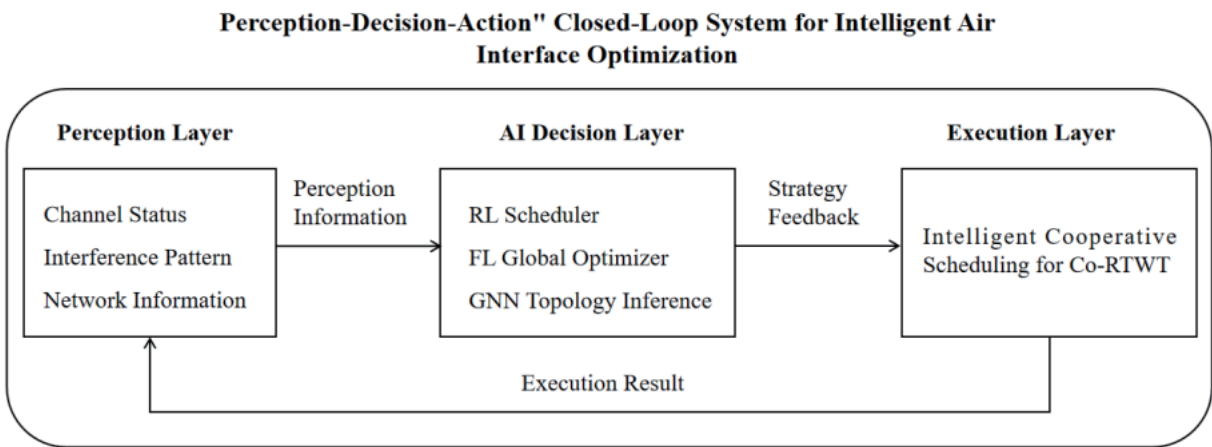 Perception-Decision-Action" Closed-Loop System for Intelligent Air
Interface Optimization
Perception Layer
AI Decision Layer
Execution Layer
Channel Status
Interference Pattern
Network Information
Perception
Information
RL Scheduler
FL Global Optimizer
GNN Topology Inference
Strategy
Feedback
Intelligent Cooperative
Scheduling for Co-RTWT
Execution Result